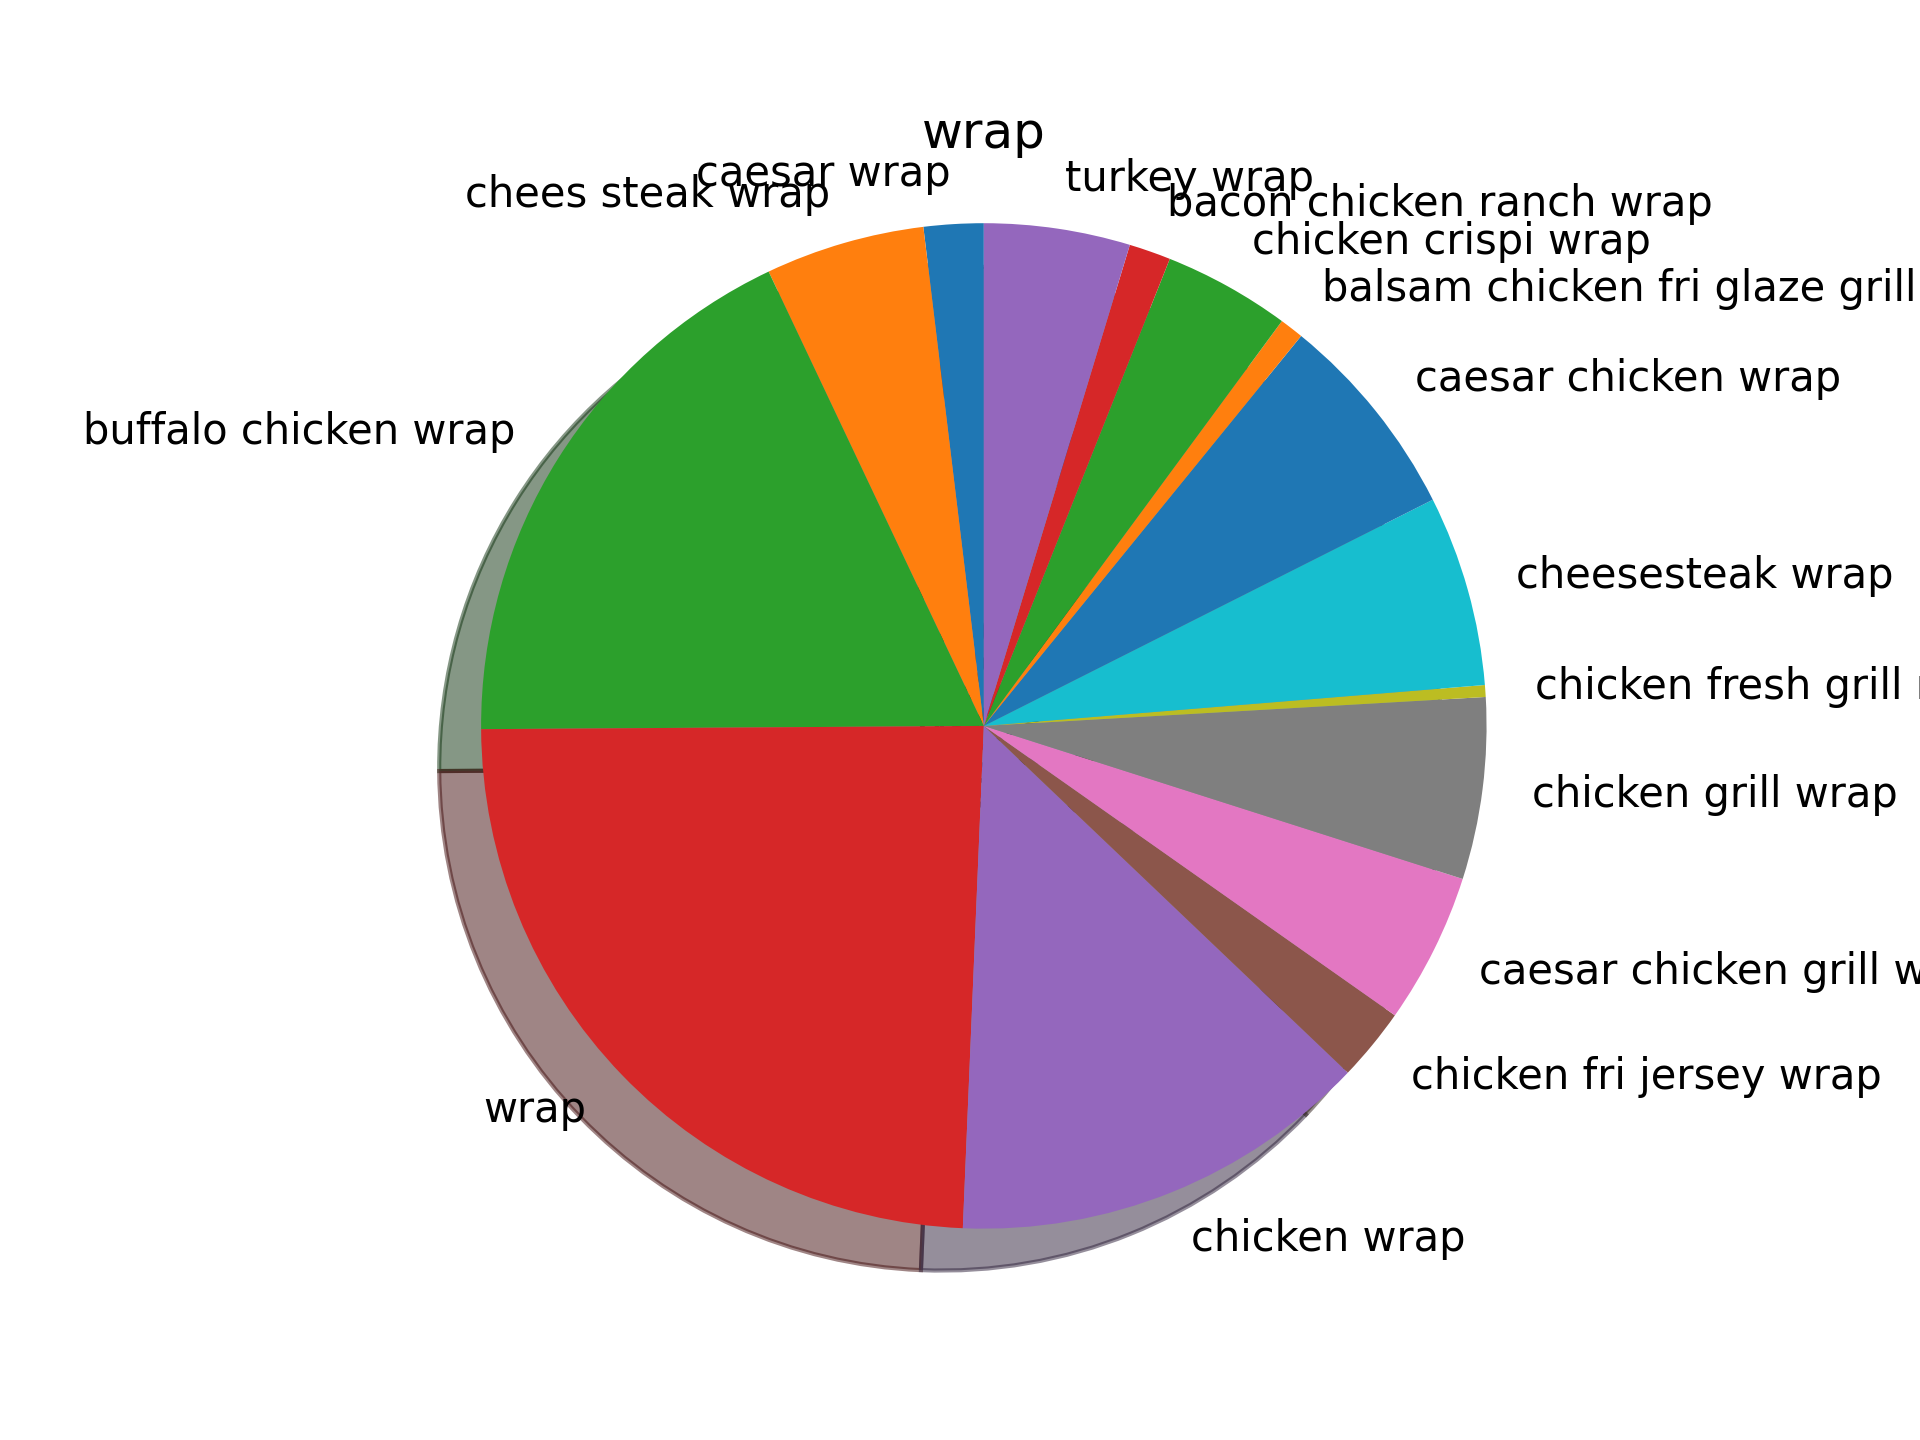 wrap
caesar wrap
turkey wrap
chees steak wrap
bacon chicken ranch wrap
chicken crispi wrap
balsam chicken fri glaze grill
caesar chicken wrap
buffalo chicken wrap
cheesesteak wrap
chicken fresh grill
chicken grill wrap
caesar chicken grill
chicken fri jersey wrap
wrap
chicken wrap